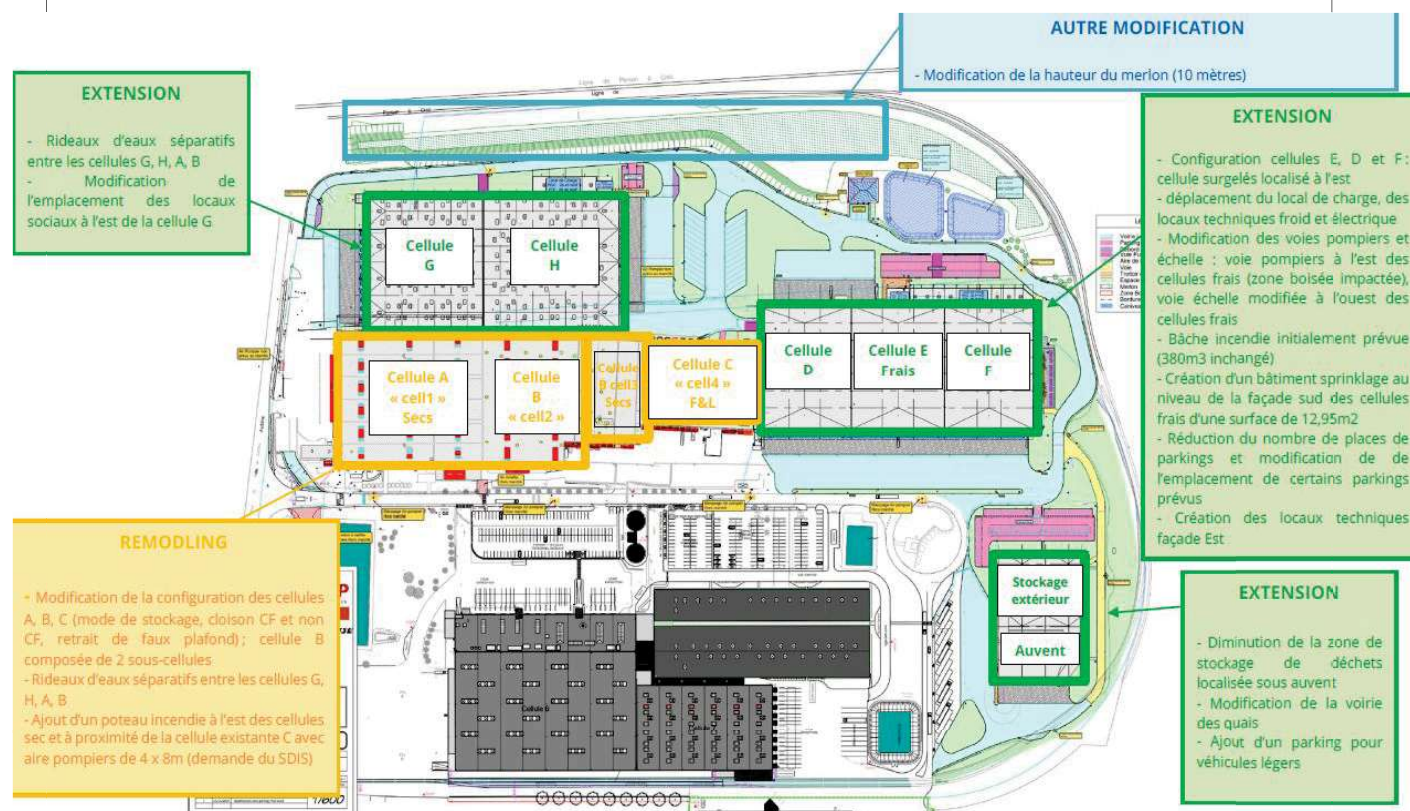 AUTRE MODIFICATION
- Modification de la hauteur du merlon (10 mètres)
EXTENSION
- Rideaux d'eaux séparatifs
entre les cellules G, H, A, B
- Modification de
l'emplacement des locaux
sociaux à l'est de la cellule G
EXTENSION
- Configuration cellules E, D et F :
cellule surgelés localisé à l'est
- déplacement du local de charge, des
locaux techniques froid et électrique
- Modification des voies pompiers et
échelle : voie pompiers à l'est des
cellules frais (zone boisée impactée),
voie échelle modifiée à l'ouest des
cellules frais
- Bâche incendie initialement prévue
(380m3 inchangé)
- Création d'un bâtiment sprinklage au
niveau de la façade sud des cellules
frais d'une surface de 12,95m2
- Réduction du nombre de places de
parkings et modification de de
l'emplacement de certains parkings
prévus
- Création des locaux techniques
façade Est
Ligne de
Cellule
G
Cellule
H
Cellule A
« cell1 »
Secs
Cellule
B
« cell2 »
Cellule
B cell3
Secs
Cellule C
« cell4 »
F&L
Cellule
D
Cellule E
Frais
Cellule
F
REMODLING
- Modification de la configuration des cellules
A, B, C (mode de stockage, cloison CF et non
CF, retrait de faux plafond) ; cellule B
composée de 2 sous-cellules
- Rideaux d'eaux séparatifs entre les cellules G,
H, A, B
- Ajout d'un poteau incendie à l'est des cellules
sec et à proximité de la cellule existante C avec
aire pompiers de 4 x 8m (demande du SDIS)
Stockage
extérieur
Auvent
EXTENSION
- Diminution de la zone de
stockage de déchets
localisée sous auvent
- Modification de la voirie
des quais
- Ajout d'un parking pour
véhicules légers
1/600